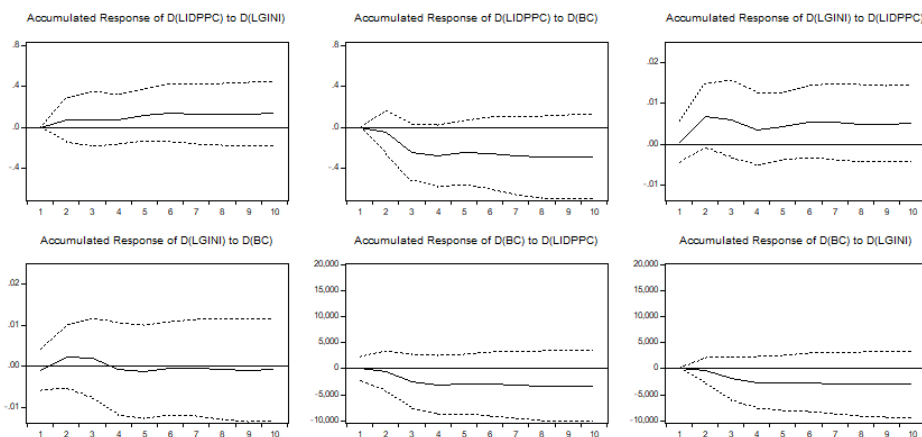 Accumulated Response of D(LIDPPC) to D(LGINI)
.8
.4
.0
-.4
1 2 3 4 5 6 7 8 9 10
Accumulated Response of D(LIDPPC) to D(BC)
.8
.4
.0
-.4
1 2 3 4 5 6 7 8 9 10
Accumulated Response of D(LGINI) to D(LIDPPC)
.02
.01
.00
-.01
1 2 3 4 5 6 7 8 9 10
Accumulated Response of D(LGINI) to D(BC)
.02
.01
.00
-.01
1 2 3 4 5 6 7 8 9 10
Accumulated Response of D(BC) to D(LIDPPC)
20,000
15,000
10,000
5,000
0
-5,000
-10,000
1 2 3 4 5 6 7 8 9 10
Accumulated Response of D(BC) to D(LGINI)
20,000
15,000
10,000
5,000
0
-5,000
-10,000
1 2 3 4 5 6 7 8 9 10